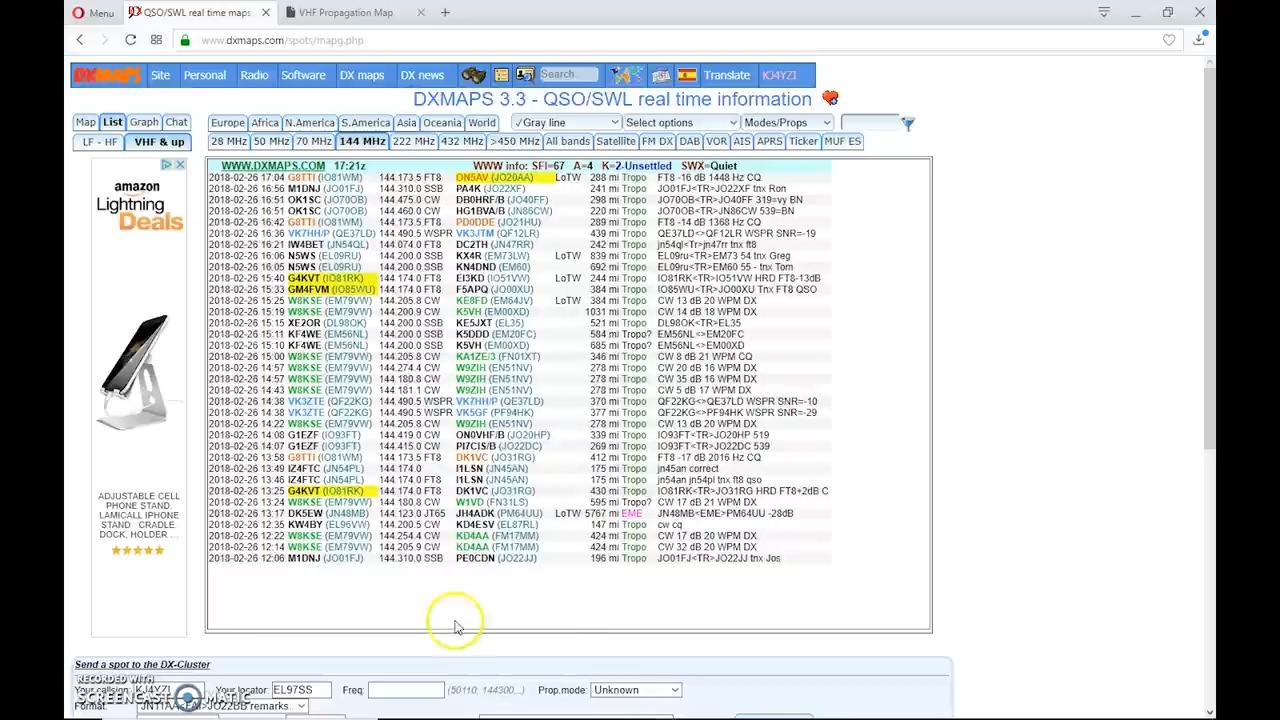 Menu QSO/SWL real time maps VHF Propagation Map
www.dxmaps.com/spots/mapg.php
DXMAPS Site Personal Radio Software DX maps DX news Search... Translate KJ4YZI
DXMAPS 3.3 - QSO/SWL real time information
Map List Graph Chat Europe Africa N.America S.America Asia Oceania World √Gray line Select options Modes/Props
LF - HF VHF & up 28 MHz 50 MHz 70 MHz 144 MHz 222 MHz 432 MHz >450 MHz All bands Satellite FM DX DAB VOR AIS APRS Ticker MUF ES
WWW.DXMAPS.COM 17:21z WWW info: SFI=67 A=4 K=2-Unsettled SWX=Quiet
2018-02-26 17:04 G8TTI (IO81WM) 144.173.5 FT8 ON5AV (JO20AA) LoTW 288 mi Tropo FT8 -16 dB 1448 Hz CQ
2018-02-26 16:56 M1DNJ (JO01FJ) 144.310.0 SSB PA4K (JO22XF) 241 mi Tropo JO01FJ<TR>JO22XF tnx Ron
2018-02-26 16:51 OK1SC (JO70OB) 144.475.0 CW DB0HRF/B (JO40FF) 298 mi Tropo JO70OB<TR>JO40FF 319=vy BN
2018-02-26 16:51 OK1SC (JO70OB) 144.460.0 CW HG1BVA/B (JN86CW) 220 mi Tropo JO70OB<TR>JN86CW 539=BN
2018-02-26 16:42 G8TTI (IO81WM) 144.173.5 FT8 PD0DDE (JO21HU) 282 mi Tropo FT8 -14 dB 1368 Hz CQ
2018-02-26 16:36 VK7HH/P (QE37LD) 144.490.5 WSPR VK3JTM (QF12LR) 439 mi Tropo QE37LD<>QF12LR WSPR SNR=-19
2018-02-26 16:21 IW4BET (JN54QL) 144.074.0 FT8 DC2TH (JN47RR) 242 mi Tropo jn54ql<Tr>jn47rr tnx ft8
2018-02-26 16:06 N5WS (EL09RU) 144.200.0 SSB KX4R (EM73LW) LoTW 839 mi Tropo EL09ru<TR>EM73 54 tnx Greg
2018-02-26 16:05 N5WS (EL09RU) 144.200.0 SSB KN4DND (EM60) 692 mi Tropo EL09ru<TR>EM60 55 - tnx Tom
2018-02-26 15:40 G4KVT (IO81RK) 144.174.0 FT8 EI3KD (IO51VW) LoTW 244 mi Tropo IO81RK<TR>IO51VW HRD FT8-13dB
2018-02-26 15:33 GM4FVM (IO85WU) 144.174.0 FT8 F5APQ (JO00XU) 384 mi Tropo IO85WU<TR>JO00XU Tnx FT8 QSO
2018-02-26 15:25 W8KSE (EM79VW) 144.205.8 CW KE8FD (EM64JV) LoTW 384 mi Tropo CW 13 dB 20 WPM DX
2018-02-26 15:19 W8KSE (EM79VW) 144.200.9 CW K5VH (EM00XD) 1031 mi Tropo CW 14 dB 18 WPM DX
2018-02-26 15:15 XE2OR (DL98OK) 144.200.0 SSB KE5JXT (EL35) 521 mi Tropo DL98OK<TR>EL35
2018-02-26 15:11 KF4WE (EM56NL) 144.200.0 SSB K5DDD (EM20FC) 584 mi Tropo? EM56NL<>EM20FC
2018-02-26 15:10 KF4WE (EM56NL) 144.200.0 SSB K5VH (EM00XD) 685 mi Tropo? EM56NL<>EM00XD
2018-02-26 15:00 W8KSE (EM79VW) 144.205.8 CW KA1ZE/3 (FN01XT) 346 mi Tropo CW 8 dB 21 WPM DX
2018-02-26 14:57 W8KSE (EM79VW) 144.274.4 CW W9ZIH (EN51NV) 278 mi Tropo CW 20 dB 16 WPM DX
2018-02-26 14:57 W8KSE (EM79VW) 144.180.8 CW W9ZIH (EN51NV) 278 mi Tropo CW 35 dB 16 WPM DX
2018-02-26 14:43 W8KSE (EM79VW) 144.181.1 CW W9ZIH (EN51NV) 278 mi Tropo CW 5 dB 17 WPM DX
2018-02-26 14:38 VK3ZTE (QF22KG) 144.490.5 WSPR VK7HH/P (QE37LD) 370 mi Tropo QF22KG<>QE37LD WSPR SNR=-10
2018-02-26 14:38 VK3ZTE (QF22KG) 144.490.5 WSPR VK5GF (PF94HK) 377 mi Tropo QF22KG<>PF94HK WSPR SNR=-29
2018-02-26 14:22 W8KSE (EM79VW) 144.205.8 CW W9ZIH (EN51NV) 278 mi Tropo CW 13 dB 20 WPM DX
2018-02-26 14:08 G1EZF (IO93FT) 144.419.0 CW ON0VHF/B (JO20HP) 339 mi Tropo IO93FT<TR>JO20HP 519
2018-02-26 14:07 G1EZF (IO93FT) 144.415.0 CW PI7CIS/B (JO22DC) 269 mi Tropo IO93FT<TR>JO22DC 539
2018-02-26 13:58 G8TTI (IO81WM) 144.173.5 FT8 DK1VC (JO31RG) 412 mi Tropo FT8 -17 dB 2016 Hz CQ
2018-02-26 13:49 IZ4FTC (JN54PL) 144.174.0 I1LSN (JN45AN) 175 mi Tropo jn45an correct
2018-02-26 13:46 IZ4FTC (JN54PL) 144.174.0 FT8 I1LSN (JN45AN) 175 mi Tropo jn54an jn54pl tnx ft8 qso
2018-02-26 13:25 G4KVT (IO81RK) 144.174.0 FT8 DK1VC (JO31RG) 430 mi Tropo IO81RK<TR>JO31RG HRD FT8+2dB C
2018-02-26 13:24 W8KSE (EM79VW) 144.180.8 CW W1VD (FN31LS) 595 mi Tropo? CW 17 dB 21 WPM DX
2018-02-26 13:17 DK5EW (JN48MB) 144.123.0 JT65 JH4ADK (PM64UU) LoTW 5767 mi EME JN48MB<EME>PM64UU -28dB
2018-02-26 12:35 KW4BY (EL96VW) 144.200.0 CW KD4ESV (EL87RL) 147 mi Tropo cw cq
2018-02-26 12:22 W8KSE (EM79VW) 144.254.4 CW KD4AA (FM17MM) 424 mi Tropo CW 17 dB 20 WPM DX
2018-02-26 12:14 W8KSE (EM79VW) 144.205.9 CW KD4AA (FM17MM) 424 mi Tropo CW 32 dB 20 WPM DX
2018-02-26 12:06 M1DNJ (JO01FJ) 144.310.0 SSB PE0CDN (JO22JJ) 196 mi Tropo JO01FJ<TR>JO22JJ tnx Jos
amazon
Lightning
Deals
ADJUSTABLE CELL
PHONE STAND,
LAMICALL IPHONE
STAND : CRADLE,
DOCK, HOLDER ...
Send a spot to the DX-Cluster
RECORDED WITH
SCREENCAST MATIC
Your callsign: KJ4YZI Your locator: EL97SS Freq: (50110, 144300...) Prop.mode: Unknown
Format: JN11AA<FAI>JO22BB remarks..